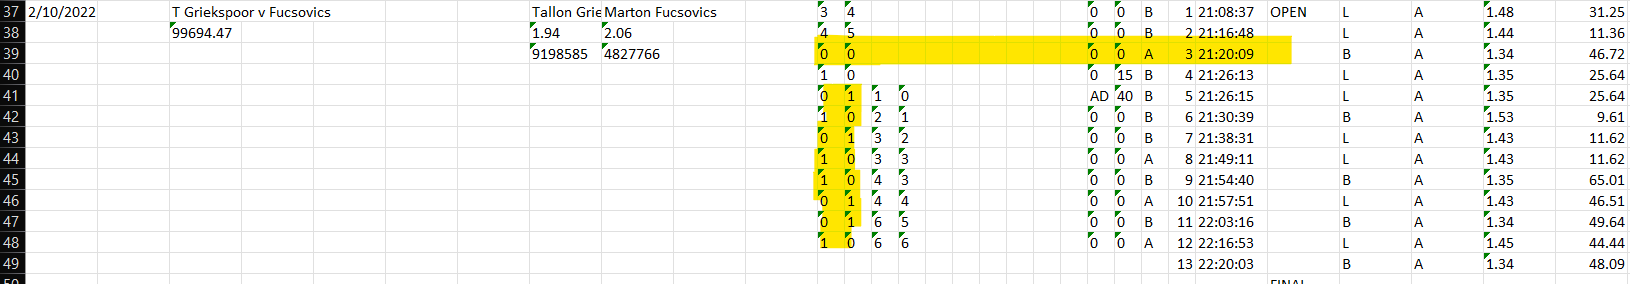 37 2/10/2022 T Griekspoor v Fucsovics Tallon Grie Marton Fucsovics 3 4 0 0 B 1 21:08:37 OPEN L A 1.48 31.25
38 99694.47 1.94 2.06 4 5 0 0 B 2 21:16:48 L A 1.44 11.36
39 9198585 4827766 0 0 0 0 A 3 21:20:09 B A 1.34 46.72
40 1 0 0 15 B 4 21:26:13 L A 1.35 25.64
41 0 1 1 0 AD 40 B 5 21:26:15 L A 1.35 25.64
42 1 0 2 1 0 0 B 6 21:30:39 B A 1.53 9.61
43 0 1 3 2 0 0 B 7 21:38:31 L A 1.43 11.62
44 1 0 3 3 0 0 A 8 21:49:11 L A 1.43 11.62
45 1 0 4 3 0 0 B 9 21:54:40 B A 1.35 65.01
46 0 1 4 4 0 0 A 10 21:57:51 L A 1.43 46.51
47 0 1 6 5 0 0 B 11 22:03:16 B A 1.34 49.64
48 1 0 6 6 0 0 A 12 22:16:53 L A 1.45 44.44
49 13 22:20:03 B A 1.34 48.09